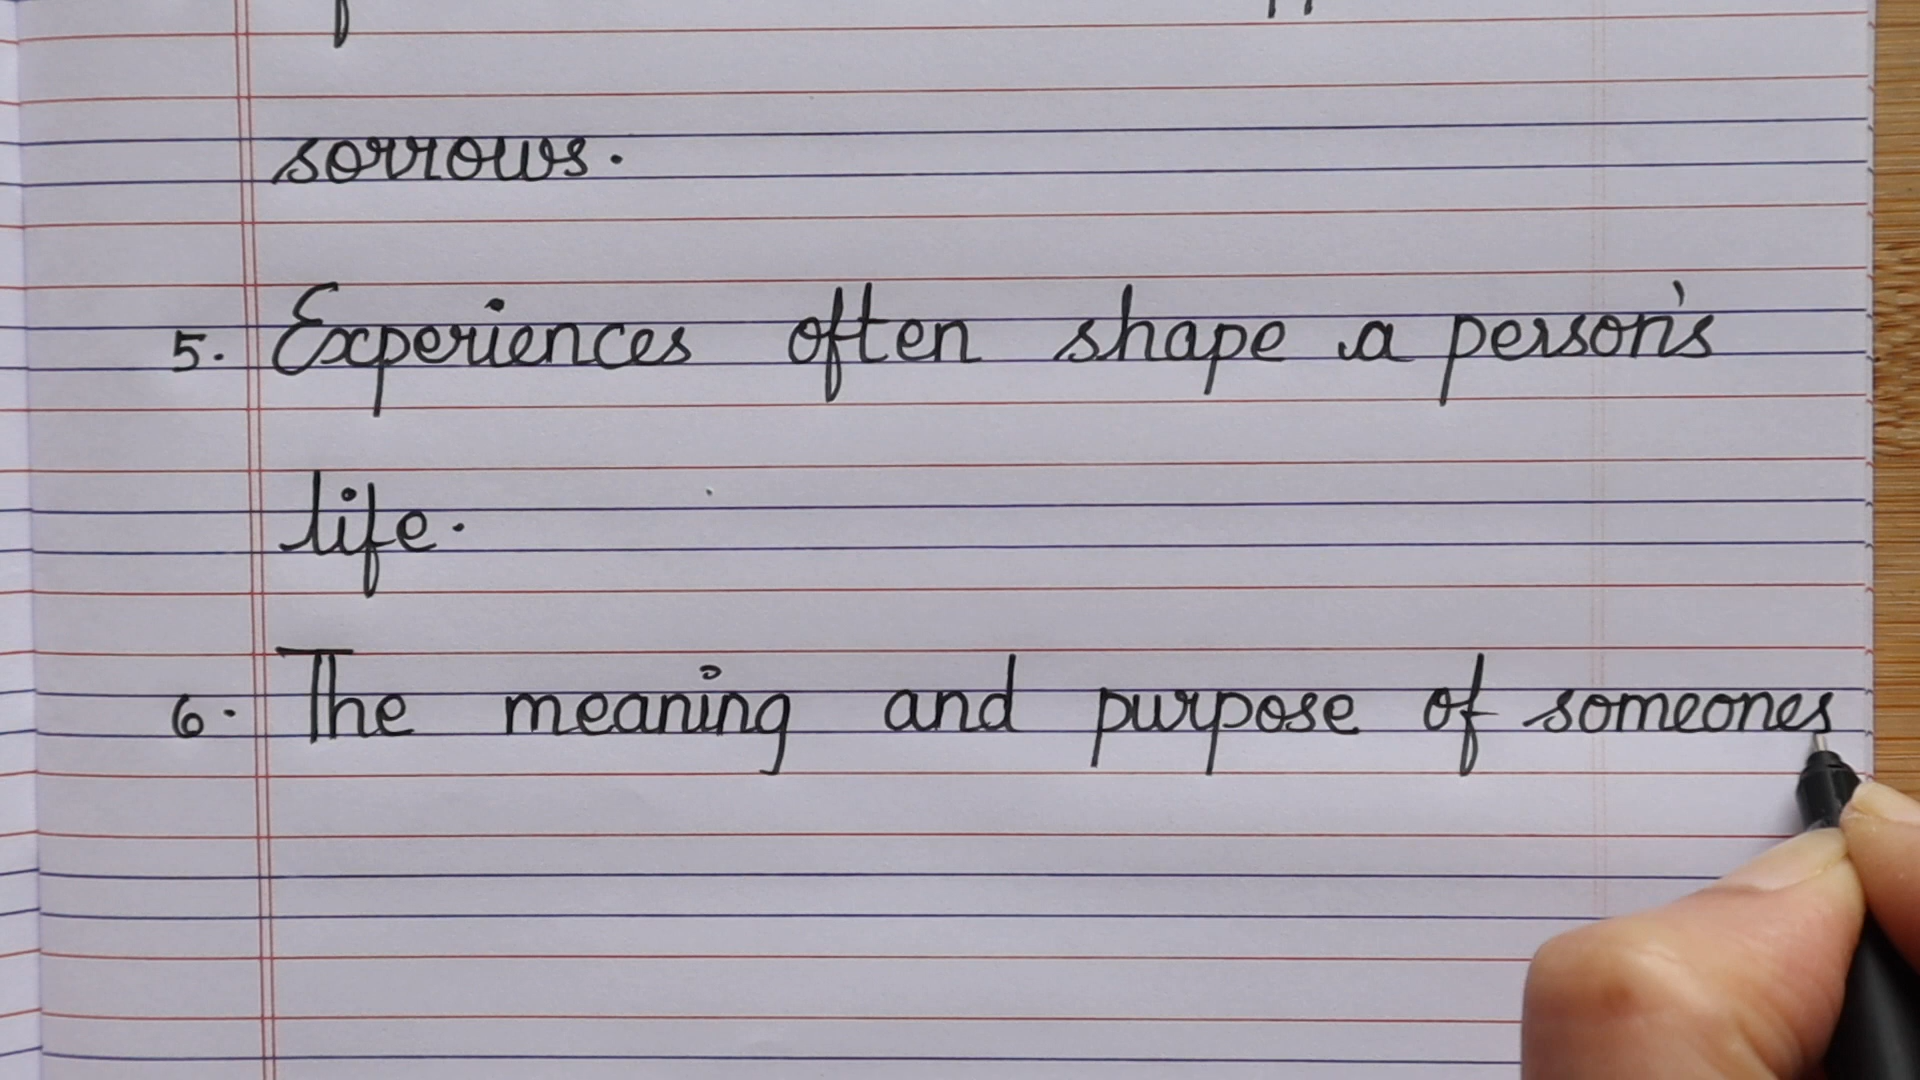 sorrows.
5. Experiences often shape a person's
life.
6. The meaning and purpose of someones